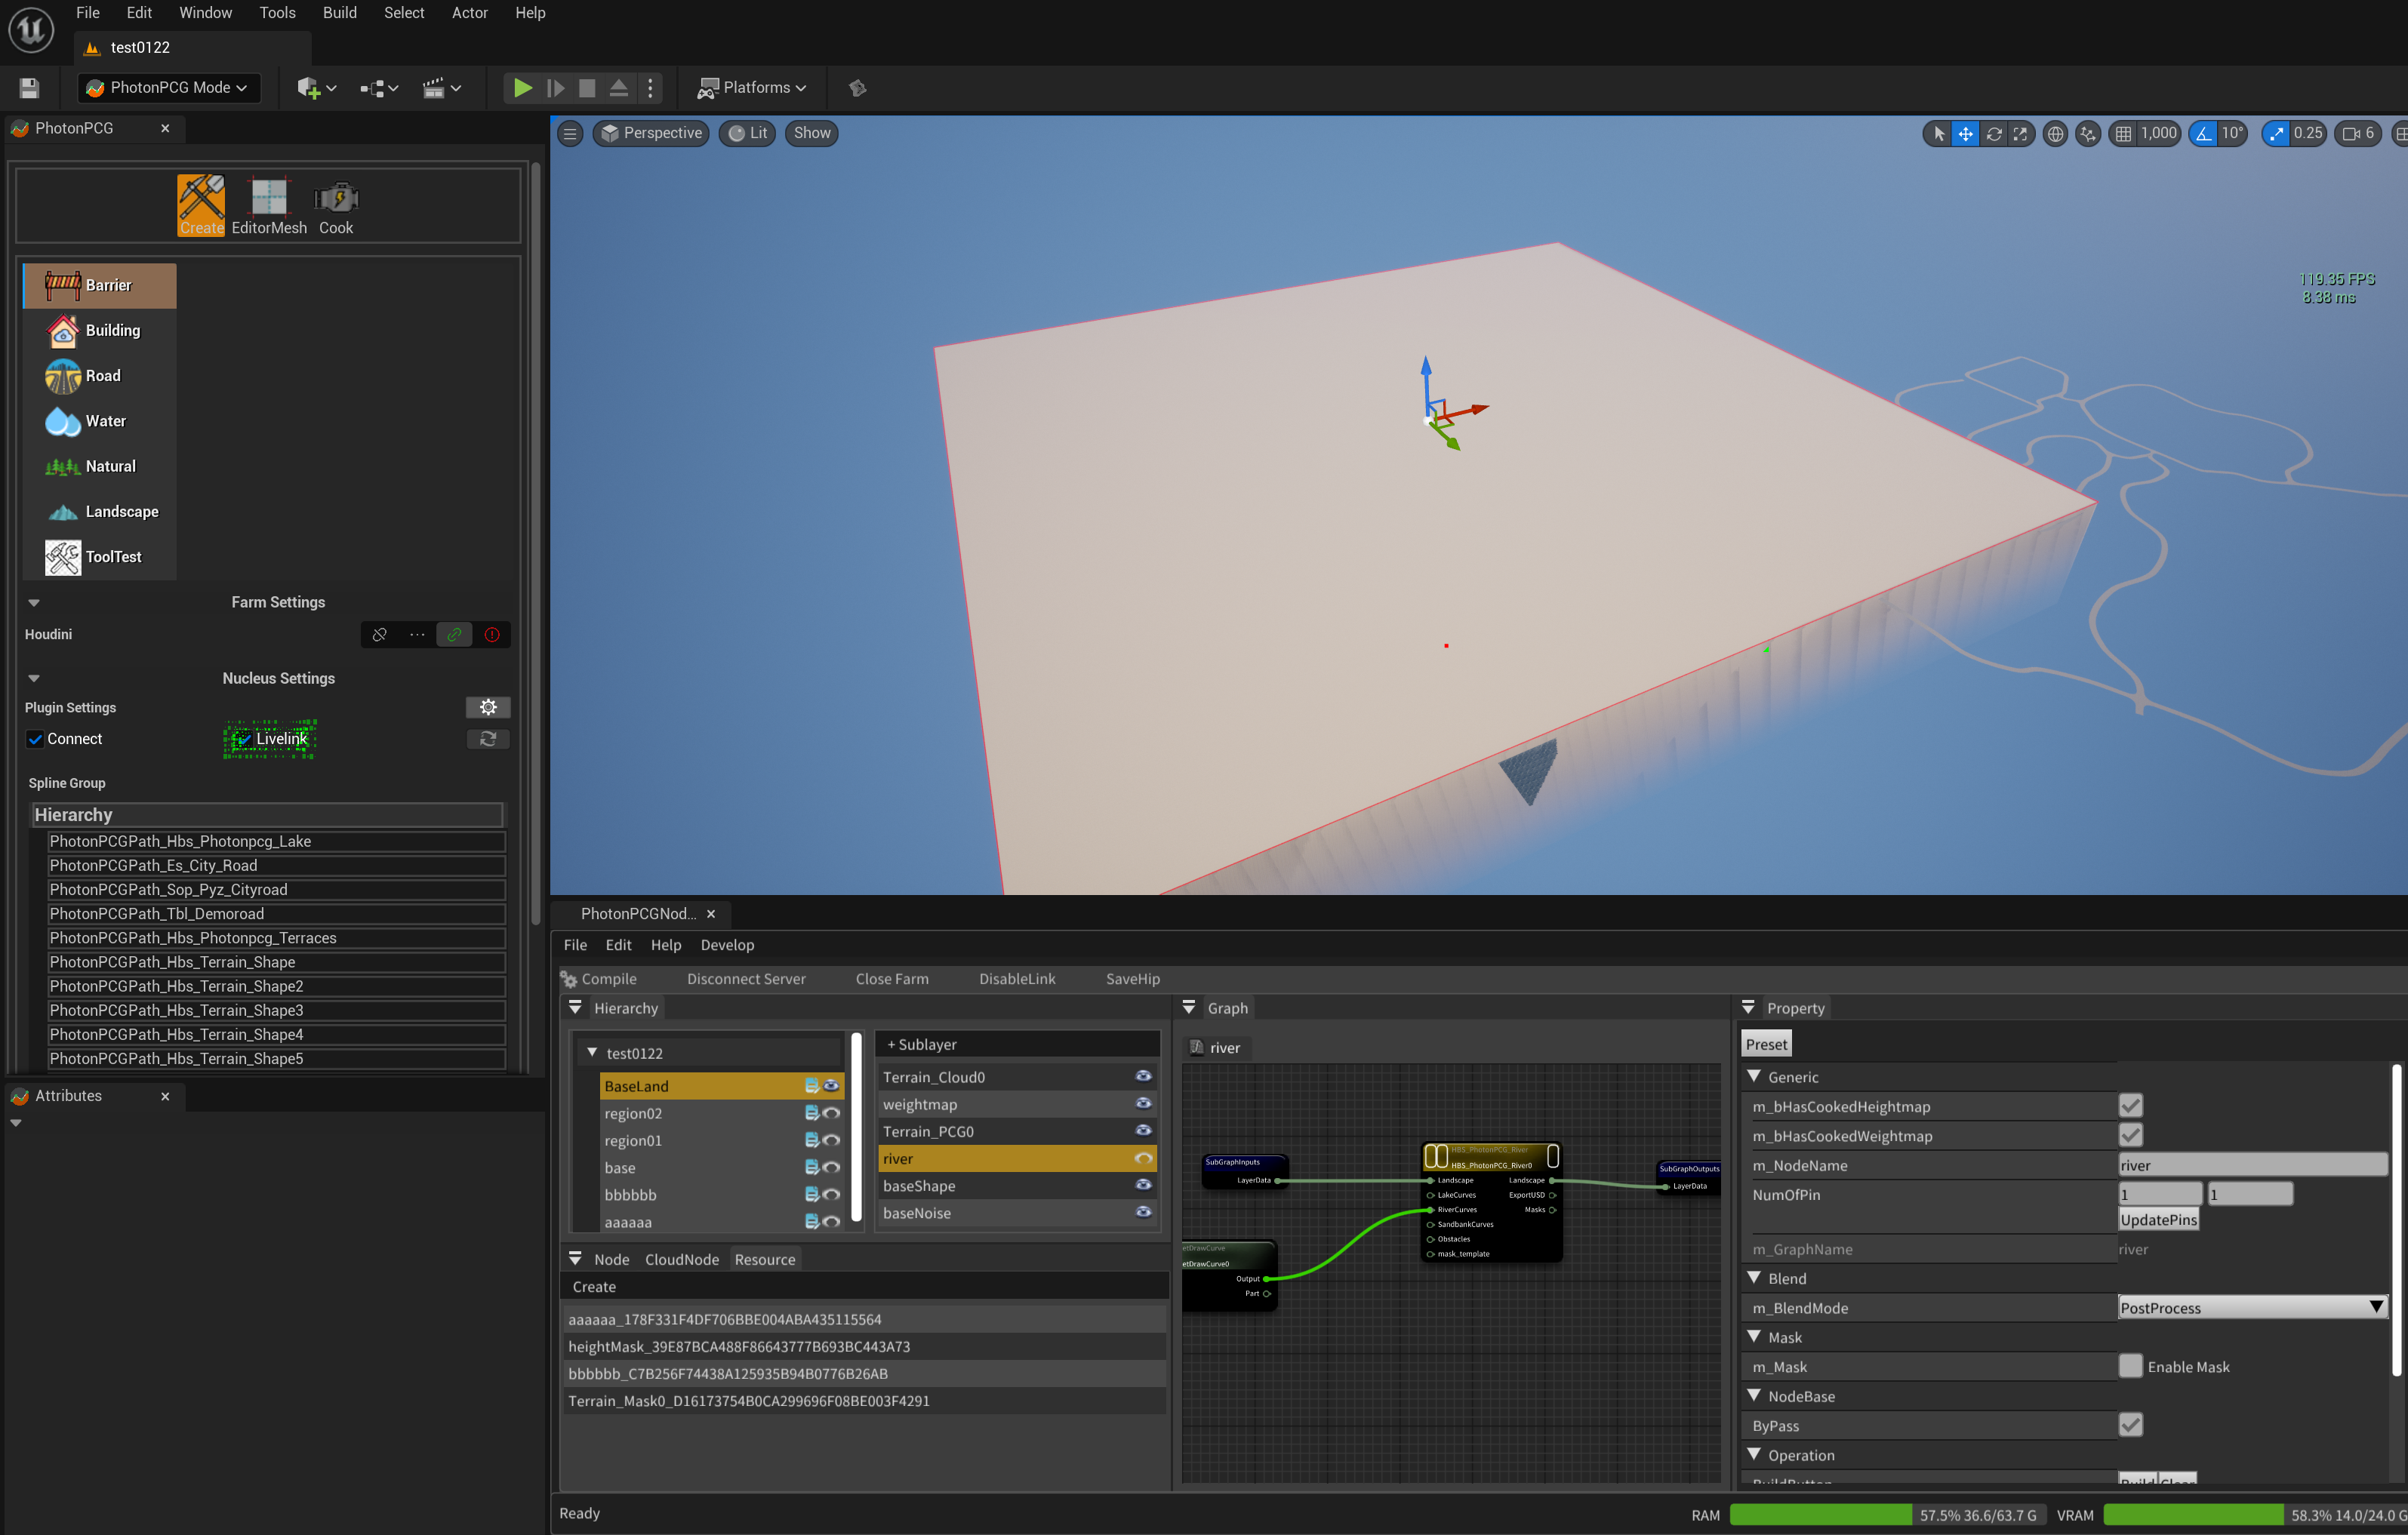 File Edit Window Tools Build Select Actor Help
test0122
PhotonPCG Mode
Platforms
PhotonPCG
Create EditorMesh Cook
Barrier
Building
Road
Water
Natural
Landscape
ToolTest
Farm Settings
Houdini
Nucleus Settings
Plugin Settings
Connect Livelink
Spline Group
Hierarchy
PhotonPCGPath_Hbs_Photonpcg_Lake
PhotonPCGPath_Es_City_Road
PhotonPCGPath_Sop_Pyz_Cityroad
PhotonPCGPath_Tbl_Demoroad
PhotonPCGPath_Hbs_Photonpcg_Terraces
PhotonPCGPath_Hbs_Terrain_Shape
PhotonPCGPath_Hbs_Terrain_Shape2
PhotonPCGPath_Hbs_Terrain_Shape3
PhotonPCGPath_Hbs_Terrain_Shape4
PhotonPCGPath_Hbs_Terrain_Shape5
Attributes
Perspective Lit Show
1,000 10° 0.25 6
119.35 FPS
8.38 ms
PhotonPCGNod...
File Edit Help Develop
Compile Disconnect Server Close Farm DisableLink SaveHip
Hierarchy
test0122
BaseLand
region02
region01
base
bbbbbb
aaaaaa
+ Sublayer
Terrain_Cloud0
weightmap
Terrain_PCG0
river
baseShape
baseNoise
Node CloudNode Resource
Create
aaaaaa_178F331F4DF706BBE004ABA435115564
heightMask_39E87BCA488F86643777B693BC443A73
bbbbbb_C7B256F74438A125935B94B0776B26AB
Terrain_Mask0_D16173754B0CA299696F08BE003F4291
Graph
river
SubGraphInputs
LayerData
HBS_PhotonPCG_River
HBS_PhotonPCG_River0
Landscape Landscape
LakeCurves ExportUSD
RiverCurves Masks
SandbankCurves
Obstacles
mask_template
SubGraphOutputs
LayerData
etDrawCurve
etDrawCurve0
Output
Part
Property
Preset
Generic
m_bHasCookedHeightmap
m_bHasCookedWeightmap
m_NodeName river
NumOfPin 1 1
UpdatePins
m_GraphName river
Blend
m_BlendMode PostProcess
Mask
m_Mask Enable Mask
NodeBase
ByPass
Operation
BuildButton Build Clear
Ready
RAM 57.5% 36.6/63.7 G VRAM 58.3% 14.0/24.0 G